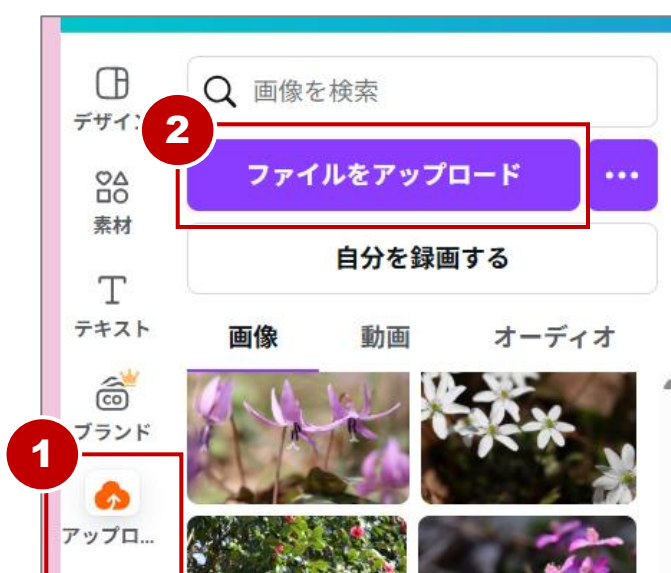 画像を検索
デザイン
2
ファイルをアップロード
素材
自分を録画する
テキスト
画像 動画 オーディオ
CO
ブランド
1
アップロ...